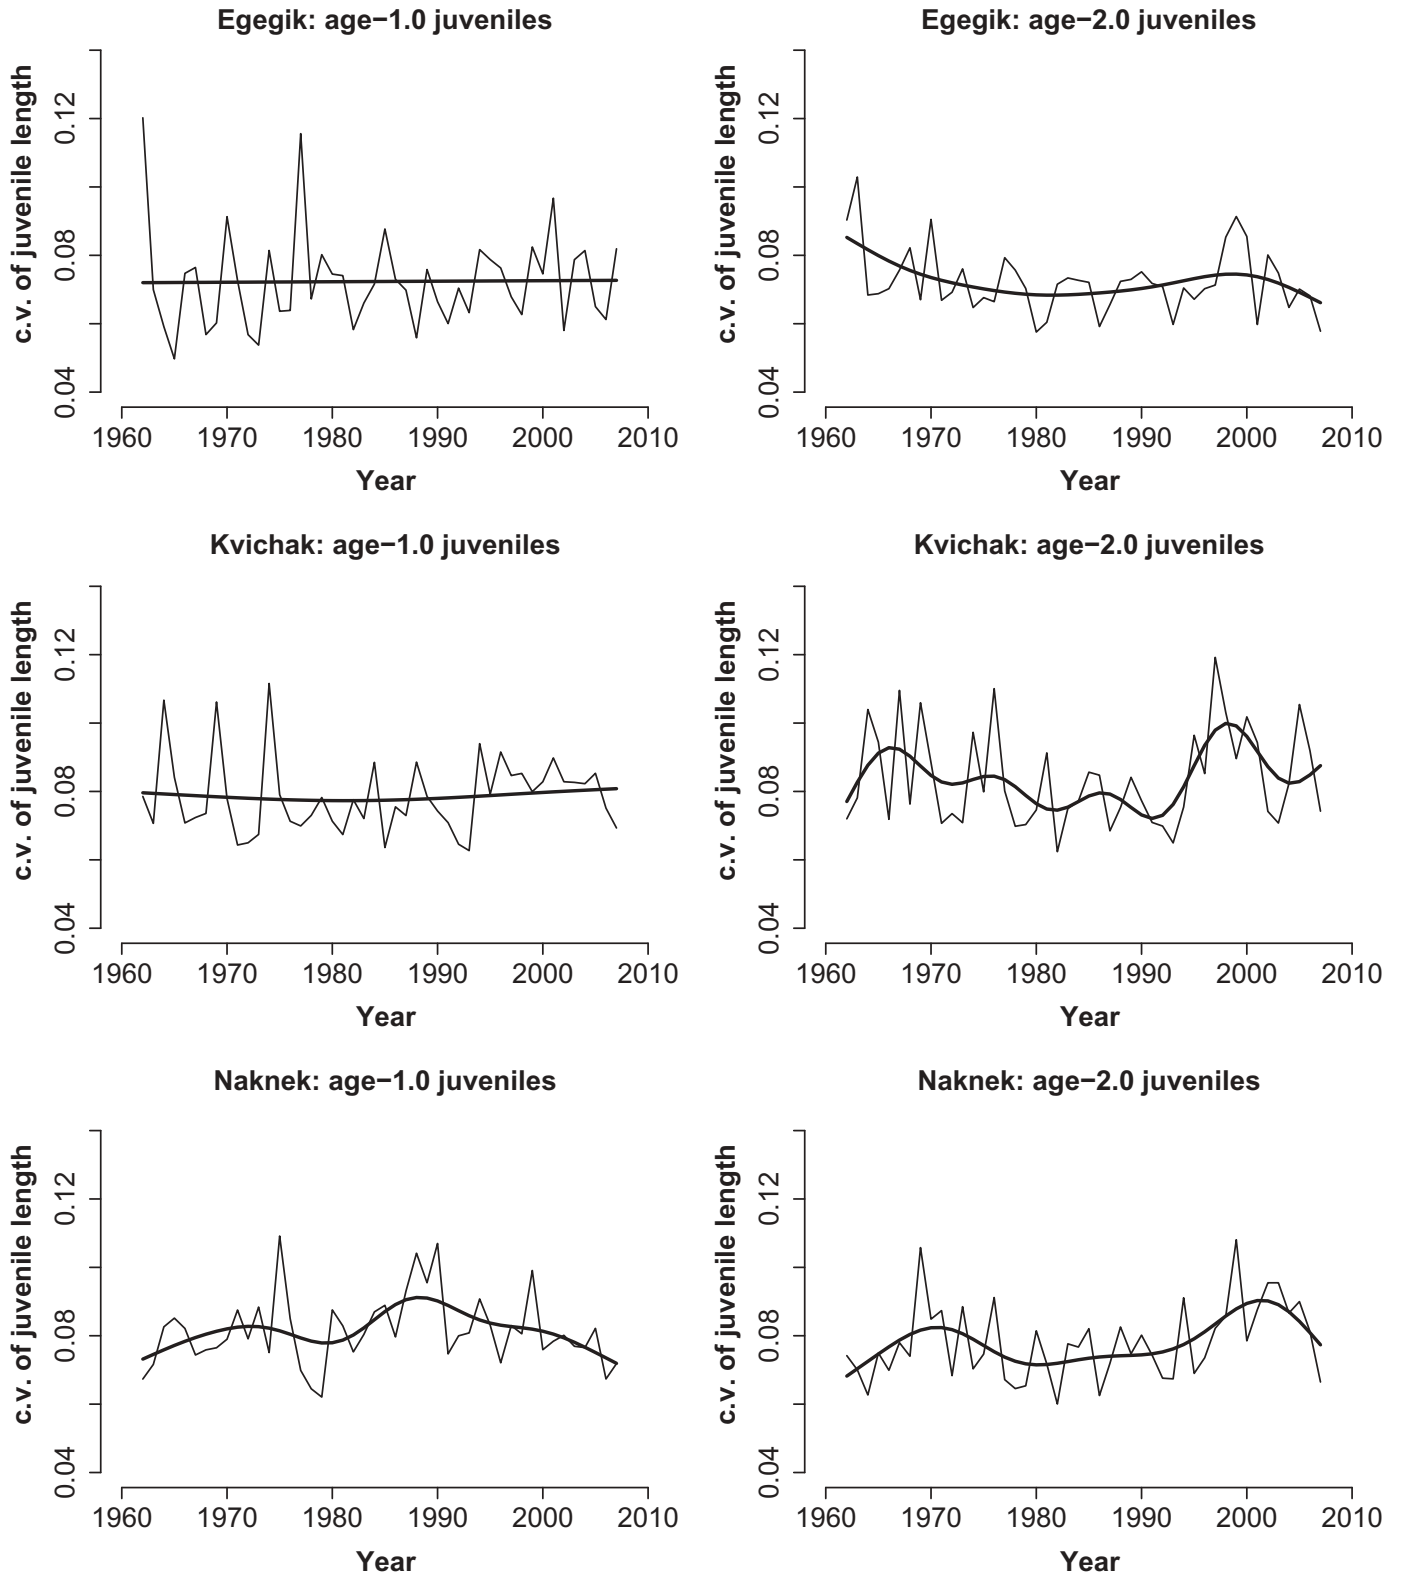 Egegik: age−1.0 juveniles
c.v. of juvenile length
0.12
0.08
0.04
1960 1970 1980 1990 2000 2010
Year
Egegik: age−2.0 juveniles
c.v. of juvenile length
0.12
0.08
0.04
1960 1970 1980 1990 2000 2010
Year
Kvichak: age−1.0 juveniles
c.v. of juvenile length
0.12
0.08
0.04
1960 1970 1980 1990 2000 2010
Year
Kvichak: age−2.0 juveniles
c.v. of juvenile length
0.12
0.08
0.04
1960 1970 1980 1990 2000 2010
Year
Naknek: age−1.0 juveniles
c.v. of juvenile length
0.12
0.08
0.04
1960 1970 1980 1990 2000 2010
Year
Naknek: age−2.0 juveniles
c.v. of juvenile length
0.12
0.08
0.04
1960 1970 1980 1990 2000 2010
Year